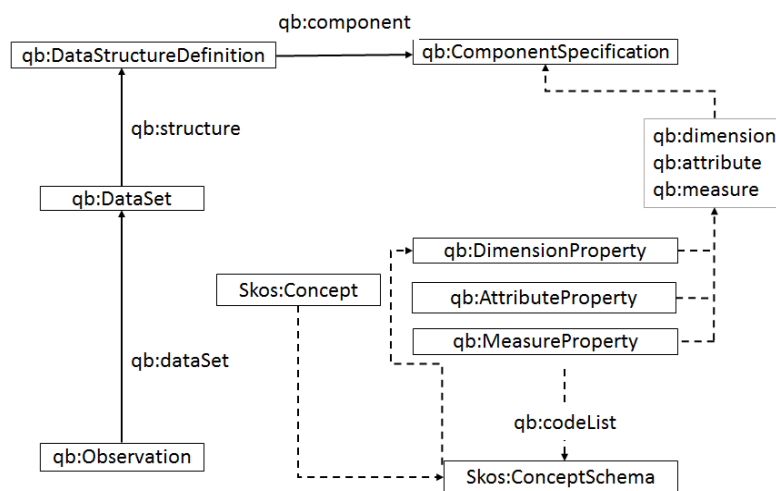 qb:component
qb:DataStructureDefinition
qb:ComponentSpecification
qb:structure
qb:dimension
qb:attribute
qb:measure
qb:DataSet
qb:DimensionProperty
Skos:Concept
qb:AttributeProperty
qb:MeasureProperty
qb:dataSet
qb:codeList
qb:Observation
Skos:ConceptSchema